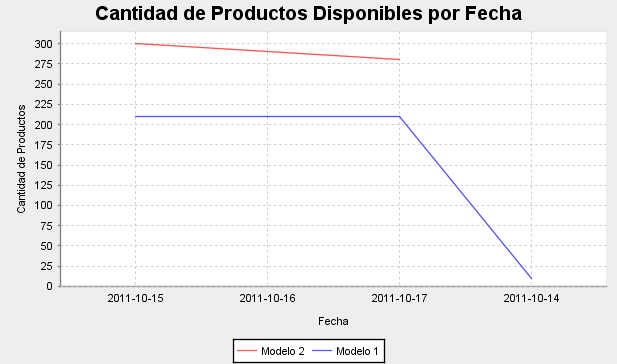 Cantidad de Productos Disponibles por Fecha
Cantidad de Productos
300
275
250
225
200
175
150
125
100
75
50
25
0
2011-10-15 2011-10-16 2011-10-17 2011-10-14
Fecha
Modelo 2 Modelo 1